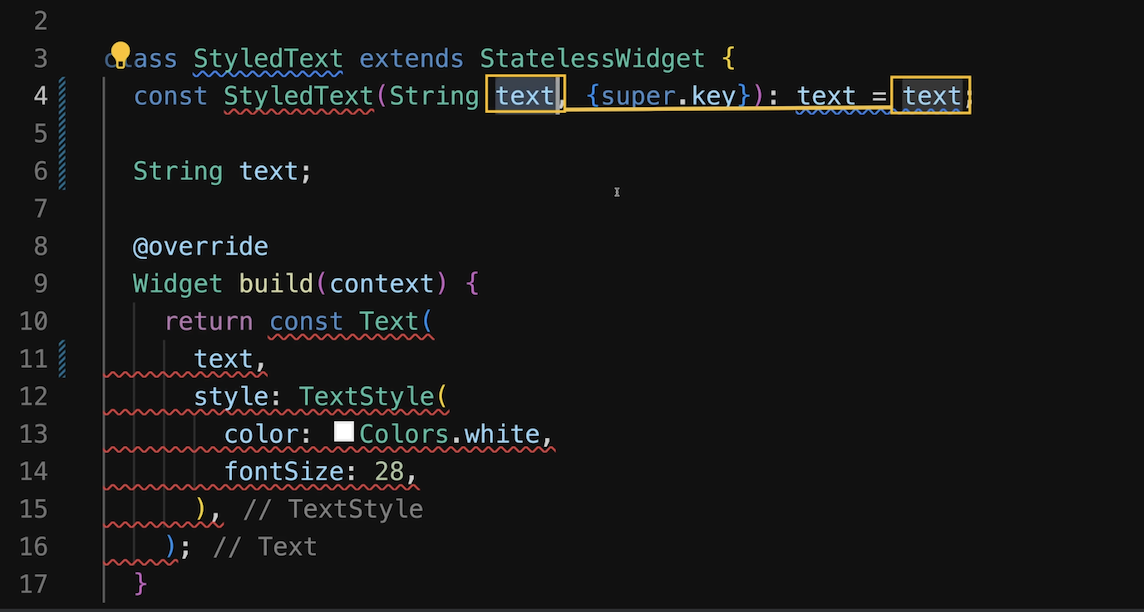 2
3 class StyledText extends StatelessWidget {
4 const StyledText(String text, {super.key}): text = text;
5
6 String text;
7
8 @override
9 Widget build(context) {
10 return const Text(
11 text,
12 style: TextStyle(
13 color: Colors.white,
14 fontSize: 28,
15 ), // TextStyle
16 ); // Text
17 }